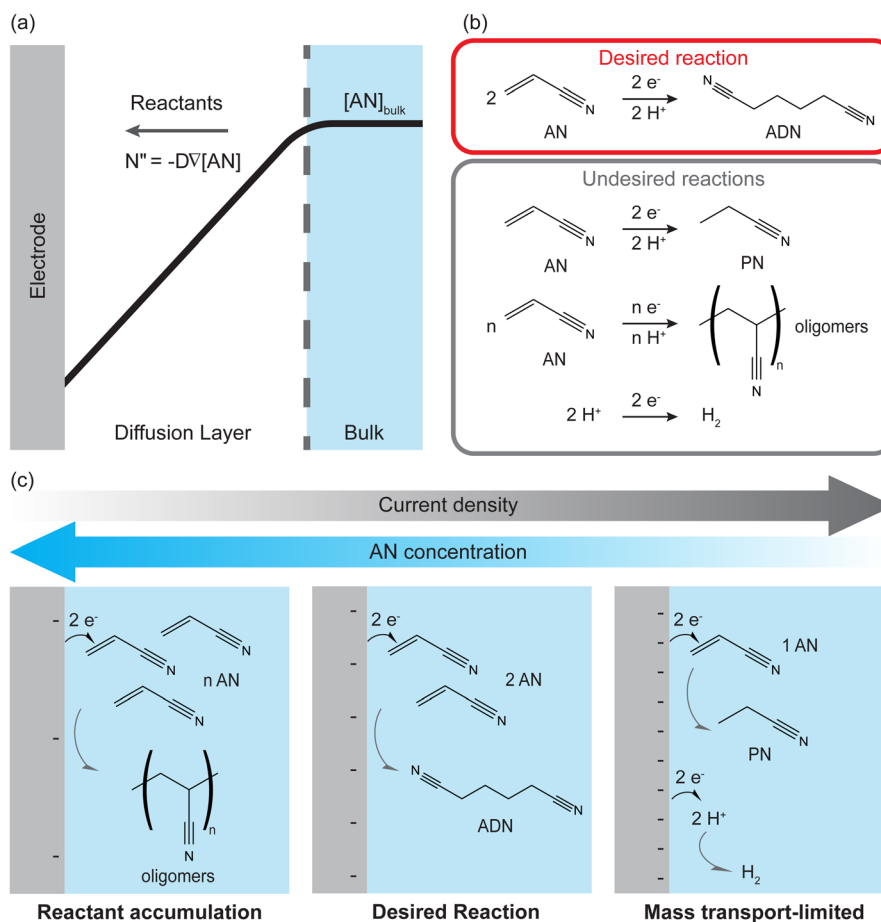 (a)
Electrode
Reactants
N" = -D∇[AN]
[AN]bulk
Diffusion Layer
Bulk
(b)
Desired reaction
2
N
AN
2 e-
2 H+
N
N
ADN
Undesired reactions
N
AN
2 e-
2 H+
N
PN
n
N
AN
n e-
n H+
N
n
oligomers
2 H+
2 e-
H2
(c)
Current density
AN concentration
-
-
-
2 e-
N
N
n AN
N
N
n
oligomers
Reactant accumulation
-
-
-
-
-
-
2 e-
N
2 AN
N
N
N
ADN
Desired Reaction
-
-
-
-
-
-
-
-
-
2 e-
N
1 AN
N
PN
2 e-
2 H+
H2
Mass transport-limited